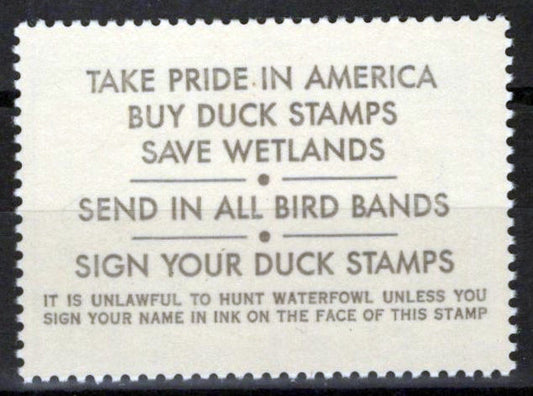 TAKE PRIDE IN AMERICA
BUY DUCK STAMPS
SAVE WETLANDS
SEND IN ALL BIRD BANDS
SIGN YOUR DUCK STAMPS
IT IS UNLAWFUL TO HUNT WATERFOWL UNLESS YOU
SIGN YOUR NAME IN INK ON THE FACE OF THIS STAMP